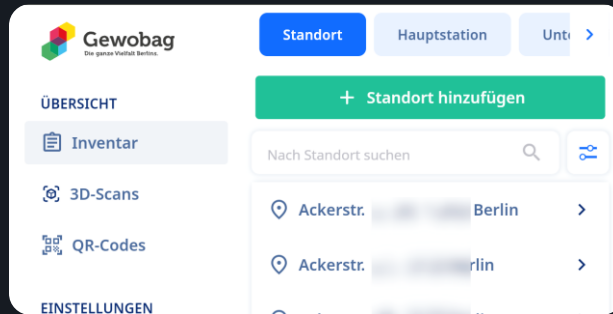 Gewobag
Die ganze Vielfalt Berlins.
ÜBERSICHT
Inventar
3D-Scans
QR-Codes
EINSTELLUNGEN
Standort
Hauptstation
Standort hinzufügen
Nach Standort suchen
Ackerstr. Berlin
Ackerstr. rlin